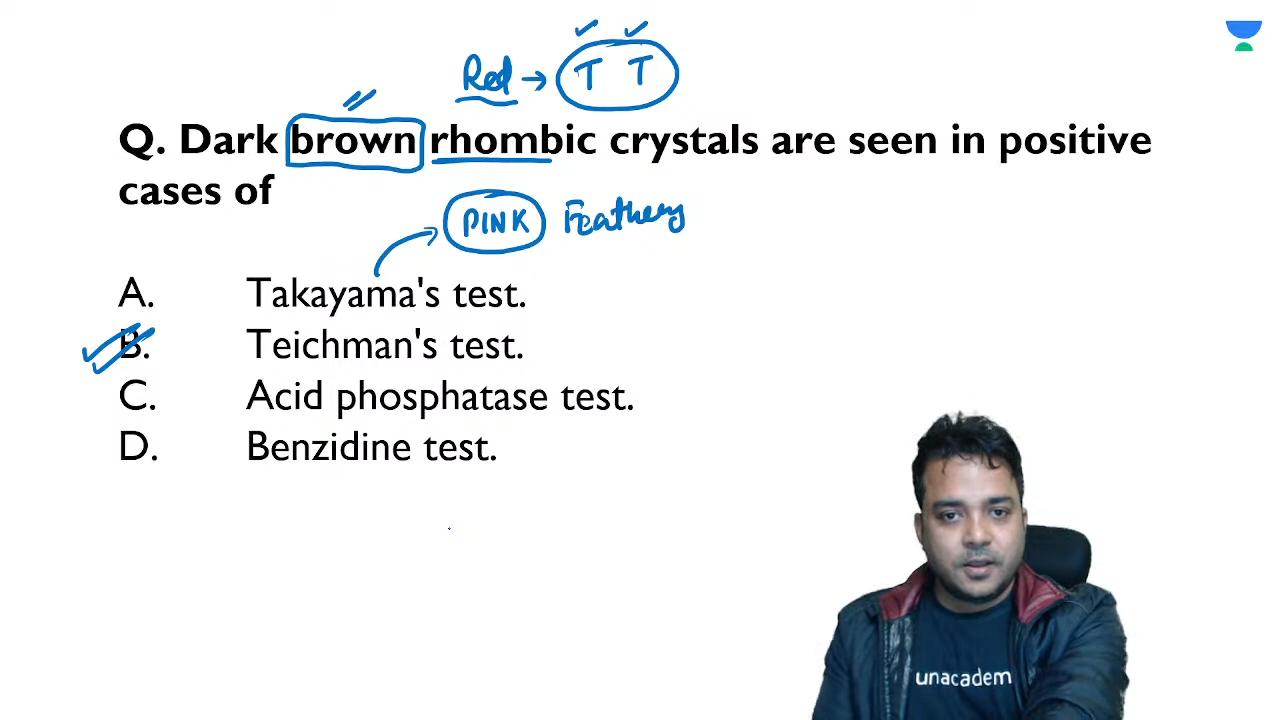 Red → T T
Q. Dark brown rhombic crystals are seen in positive
cases of
PINK Feathery
A. Takayama's test.
B. Teichman's test.
C. Acid phosphatase test.
D. Benzidine test.
unacadem